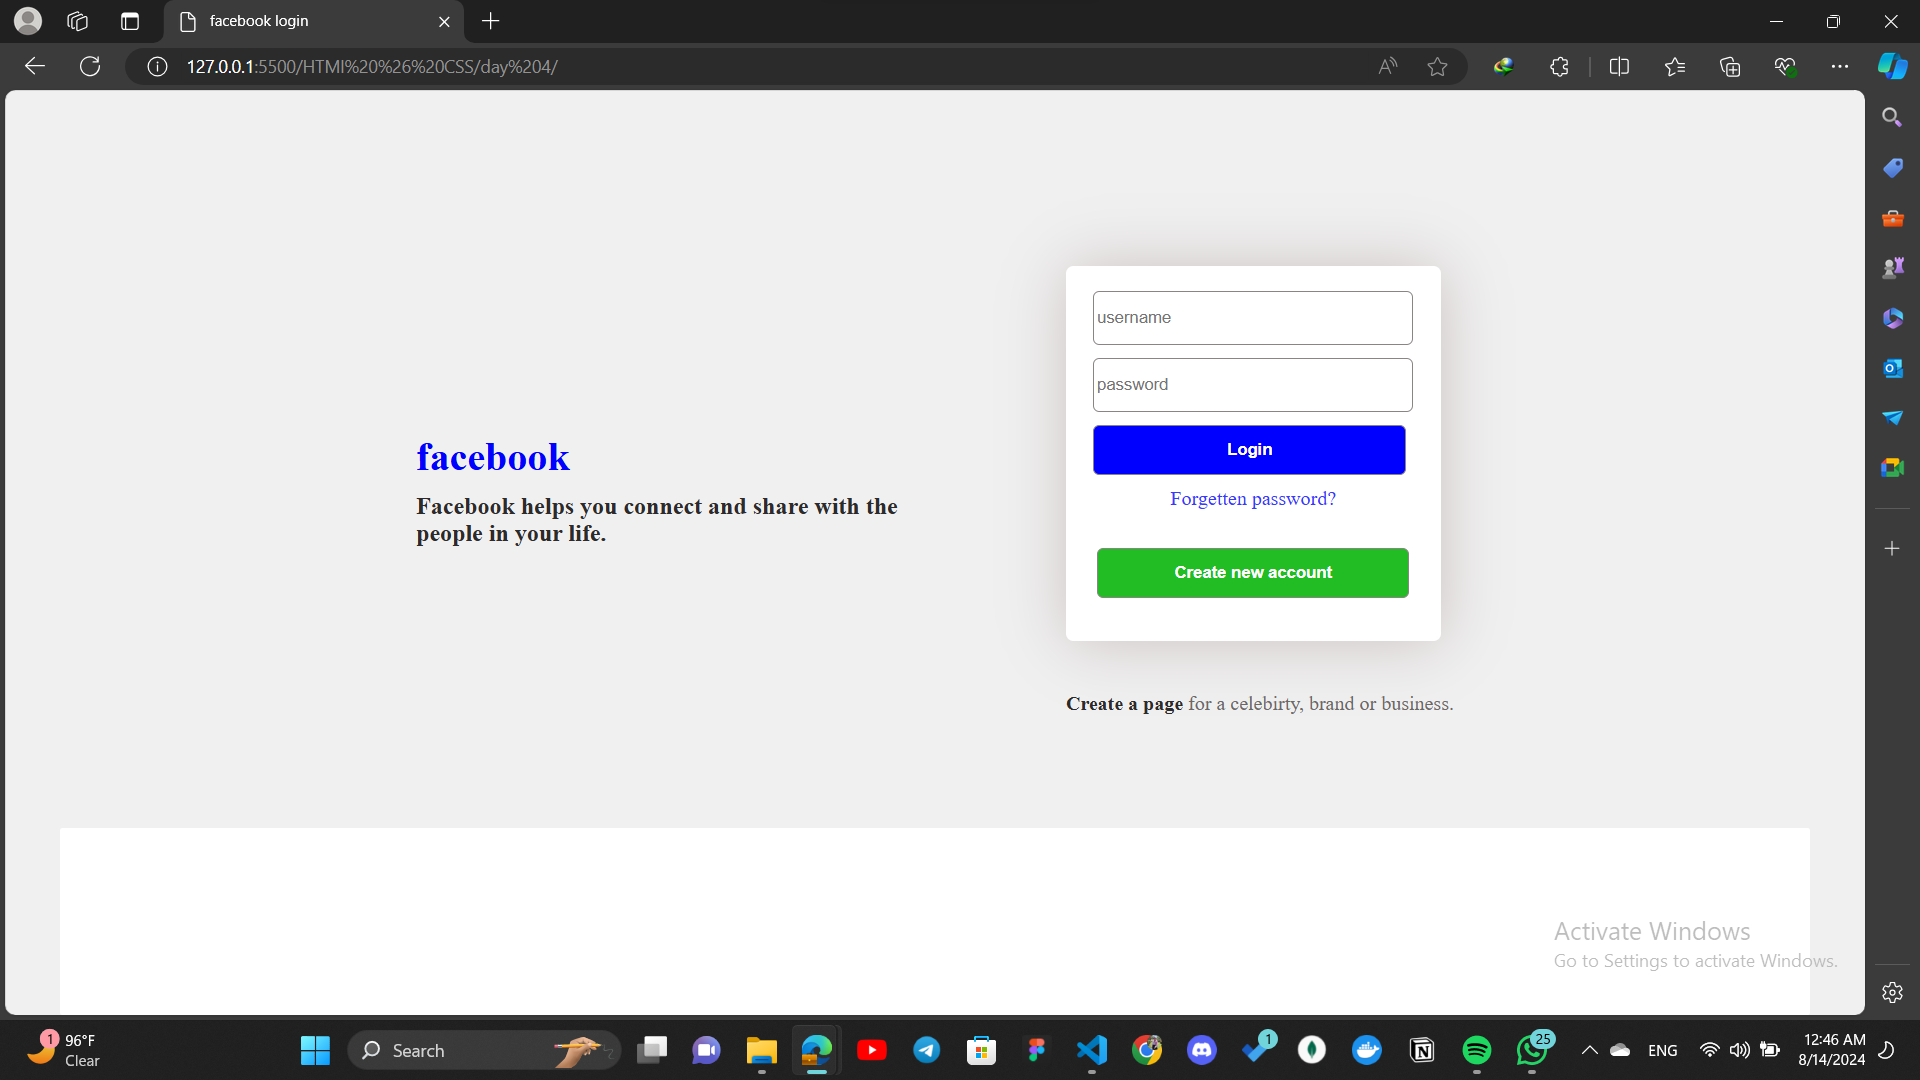 facebook login
127.0.0.1:5500/HTMl%20%26%20CSS/day%204/
username
password
Login
Forgetten password?
Create new account
facebook
Facebook helps you connect and share with the
people in your life.
Create a page for a celebirty, brand or business.
Activate Windows
Go to Settings to activate Windows.
1
96°F
Clear
Search
1
25
ENG
12:46 AM
8/14/2024